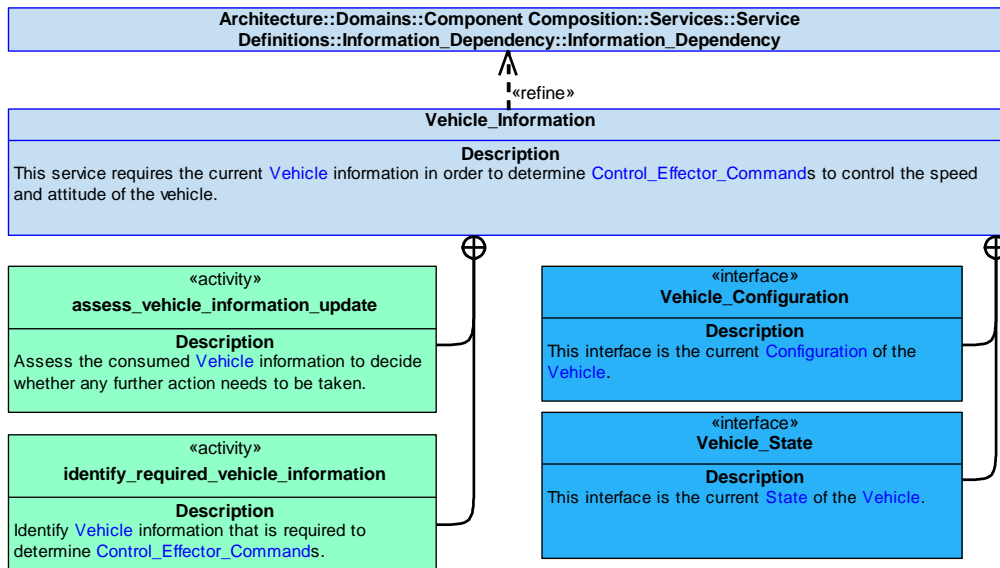 Architecture::Domains::Component Composition::Services::Service
Definitions::Information_Dependency::Information_Dependency
«refine»
Vehicle_Information
Description
This service requires the current Vehicle information in order to determine Control_Effector_Commands to control the speed
and attitude of the vehicle.
«activity»
assess_vehicle_information_update
Description
Assess the consumed Vehicle information to decide
whether any further action needs to be taken.
«activity»
identify_required_vehicle_information
Description
Identify Vehicle information that is required to
determine Control_Effector_Commands.
«interface»
Vehicle_Configuration
Description
This interface is the current Configuration of the
Vehicle.
«interface»
Vehicle_State
Description
This interface is the current State of the Vehicle.